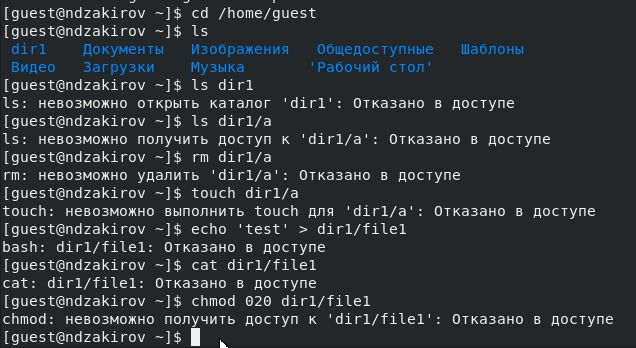 [guest@ndzakirov ~]$ cd /home/guest
[guest@ndzakirov ~]$ ls
dir1 Документы Изображения Общедоступные Шаблоны
Видео Загрузки Музыка 'Рабочий стол'
[guest@ndzakirov ~]$ ls dir1
ls: невозможно открыть каталог 'dir1': Отказано в доступе
[guest@ndzakirov ~]$ ls dir1/a
ls: невозможно получить доступ к 'dir1/a': Отказано в доступе
[guest@ndzakirov ~]$ rm dir1/a
rm: невозможно удалить 'dir1/a': Отказано в доступе
[guest@ndzakirov ~]$ touch dir1/a
touch: невозможно выполнить touch для 'dir1/a': Отказано в доступе
[guest@ndzakirov ~]$ echo 'test' > dir1/file1
bash: dir1/file1: Отказано в доступе
[guest@ndzakirov ~]$ cat dir1/file1
cat: dir1/file1: Отказано в доступе
[guest@ndzakirov ~]$ chmod 020 dir1/file1
chmod: невозможно получить доступ к 'dir1/file1': Отказано в доступе
[guest@ndzakirov ~]$